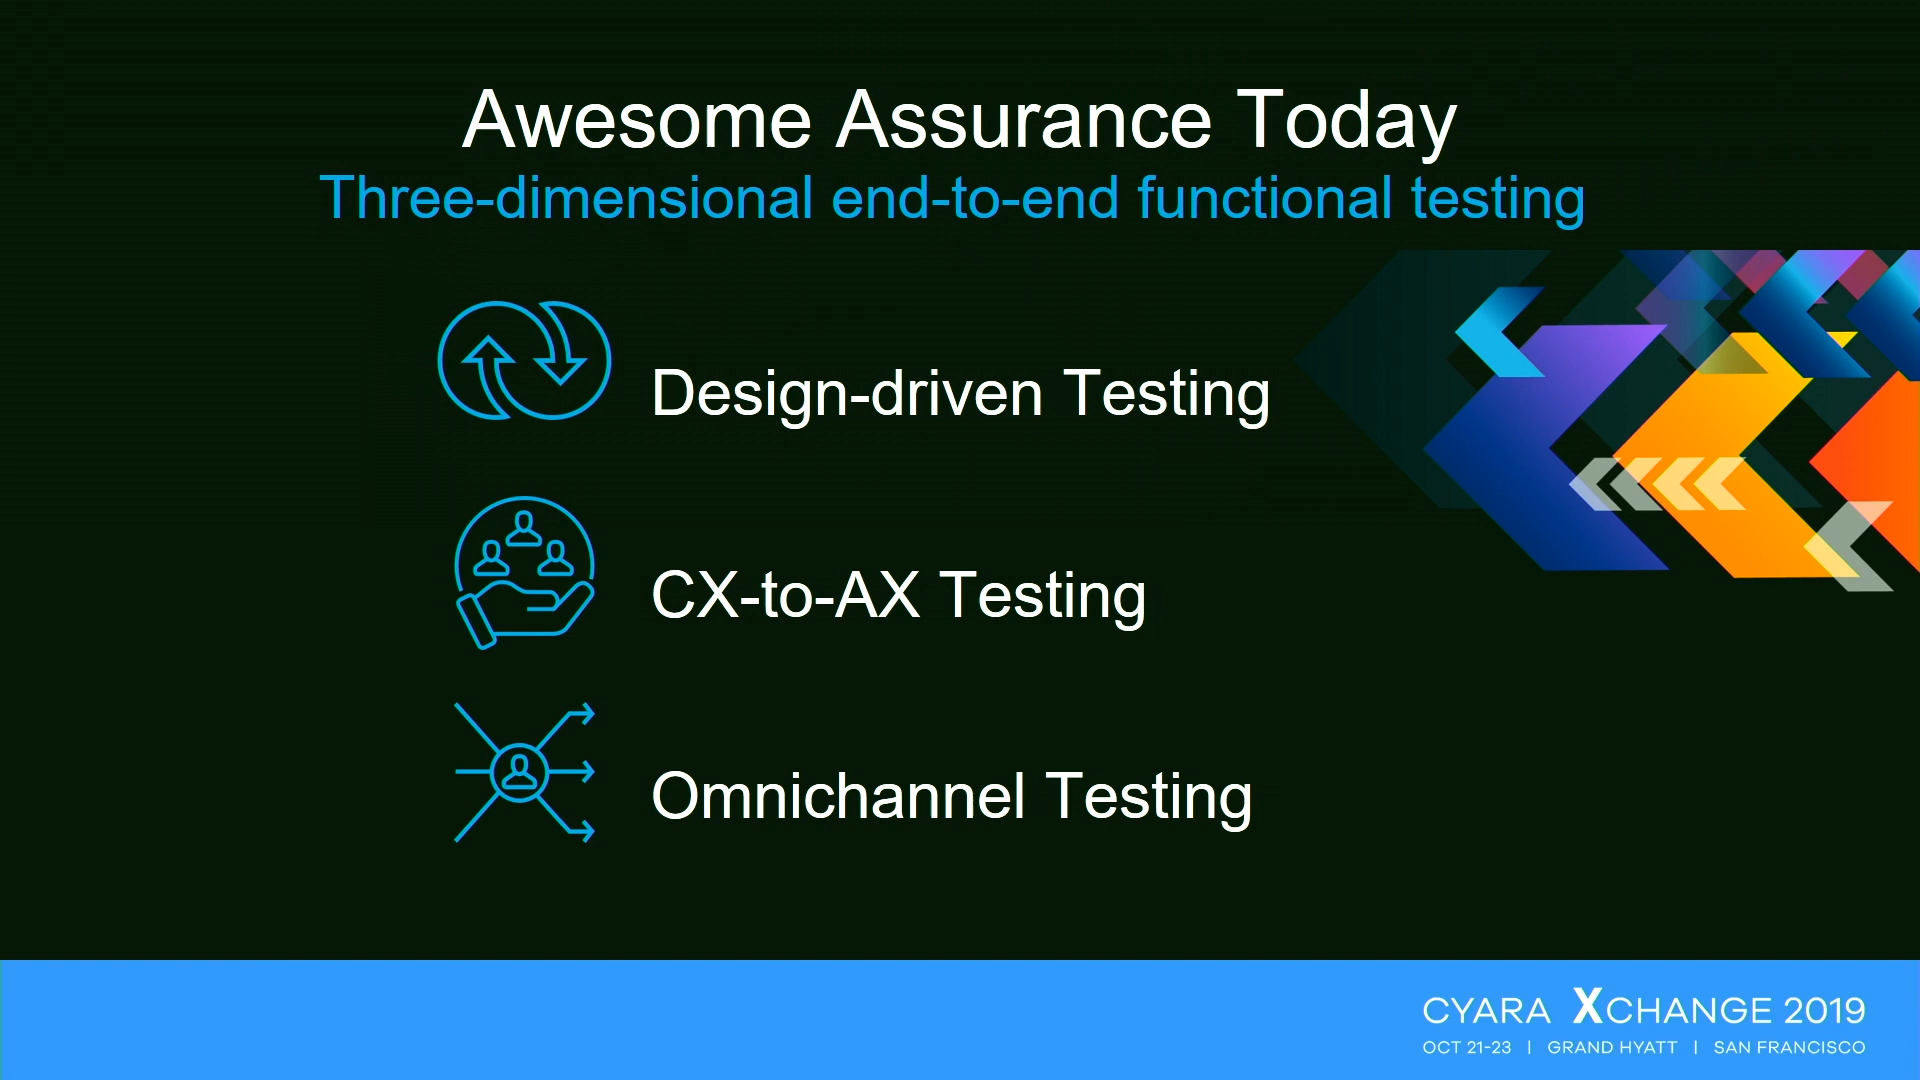 Awesome Assurance Today
Three-dimensional end-to-end functional testing
Design-driven Testing
CX-to-AX Testing
Omnichannel Testing
CYARA XCHANGE 2019
OCT 21-23 | GRAND HYATT | SAN FRANCISCO